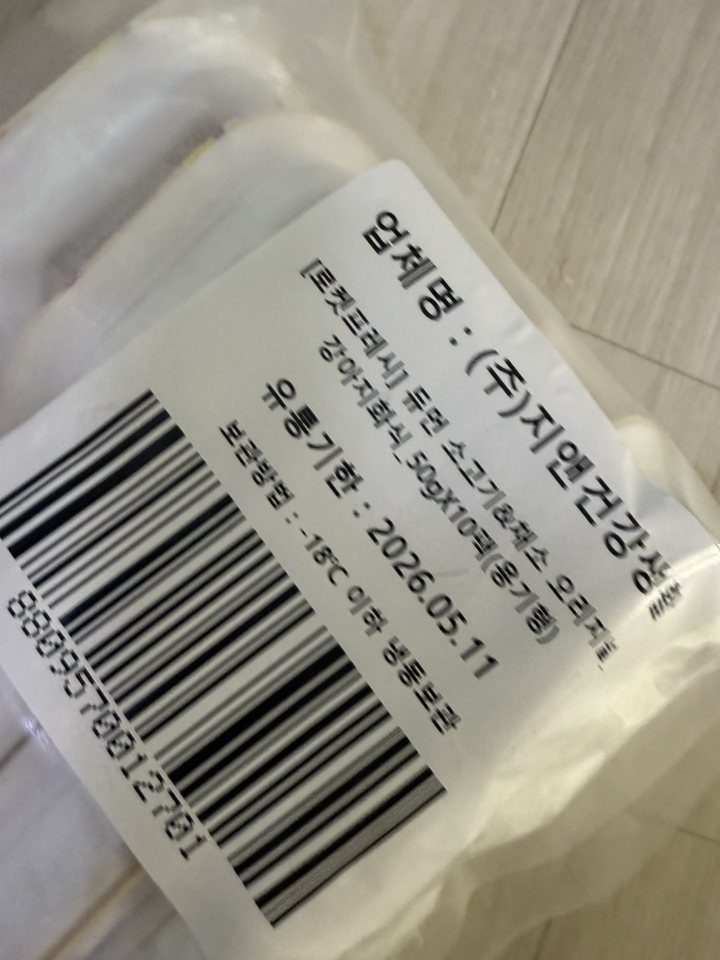 업체명 : (주)지앤건강생
[로켓프레시] 듀먼 소고기&채소 오리지널_
강아지화식_50gX10팩(용기형)
유통기한 : 2026.05.11
보관방법 : -18℃ 이하 냉동보관
8809570012701